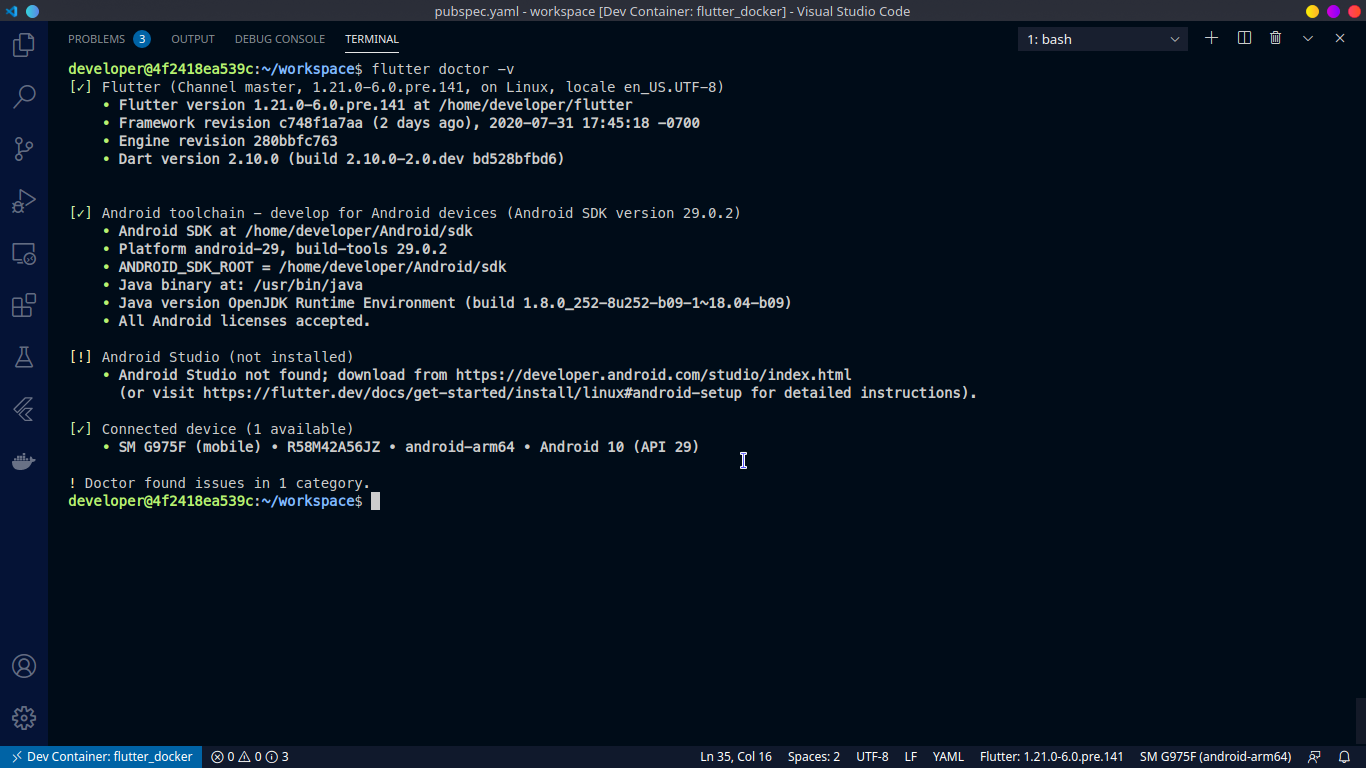 pubspec.yaml - workspace [Dev Container: flutter_docker] - Visual Studio Code
PROBLEMS 3 OUTPUT DEBUG CONSOLE TERMINAL 1: bash
developer@4f2418ea539c:~/workspace$ flutter doctor -v
[✓] Flutter (Channel master, 1.21.0-6.0.pre.141, on Linux, locale en_US.UTF-8)
• Flutter version 1.21.0-6.0.pre.141 at /home/developer/flutter
• Framework revision c748f1a7aa (2 days ago), 2020-07-31 17:45:18 -0700
• Engine revision 280bbfc763
• Dart version 2.10.0 (build 2.10.0-2.0.dev bd528bfbd6)
[✓] Android toolchain - develop for Android devices (Android SDK version 29.0.2)
• Android SDK at /home/developer/Android/sdk
• Platform android-29, build-tools 29.0.2
• ANDROID_SDK_ROOT = /home/developer/Android/sdk
• Java binary at: /usr/bin/java
• Java version OpenJDK Runtime Environment (build 1.8.0_252-8u252-b09-1~18.04-b09)
• All Android licenses accepted.
[!] Android Studio (not installed)
• Android Studio not found; download from https://developer.android.com/studio/index.html
(or visit https://flutter.dev/docs/get-started/install/linux#android-setup for detailed instructions).
[✓] Connected device (1 available)
• SM G975F (mobile) • R58M42A56JZ • android-arm64 • Android 10 (API 29)
! Doctor found issues in 1 category.
developer@4f2418ea539c:~/workspace$
Dev Container: flutter_docker 0 0 3 Ln 35, Col 16 Spaces: 2 UTF-8 LF YAML Flutter: 1.21.0-6.0.pre.141 SM G975F (android-arm64)